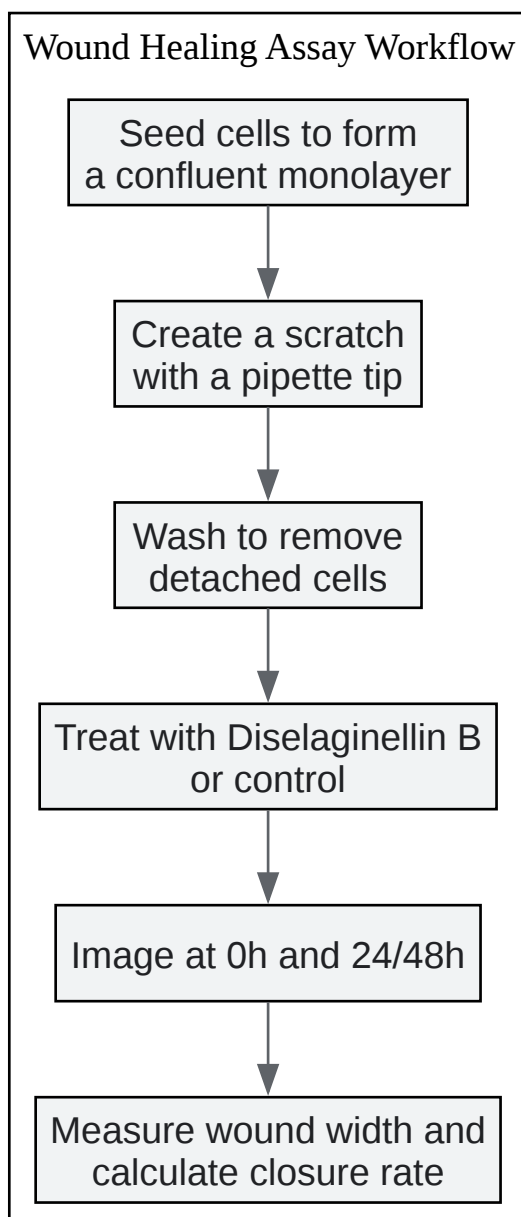 Wound Healing Assay Workflow
Seed cells to form
a confluent monolayer
Create a scratch
with a pipette tip
Wash to remove
detached cells
Treat with Diselaginellin B
or control
Image at 0h and 24/48h
Measure wound width and
calculate closure rate